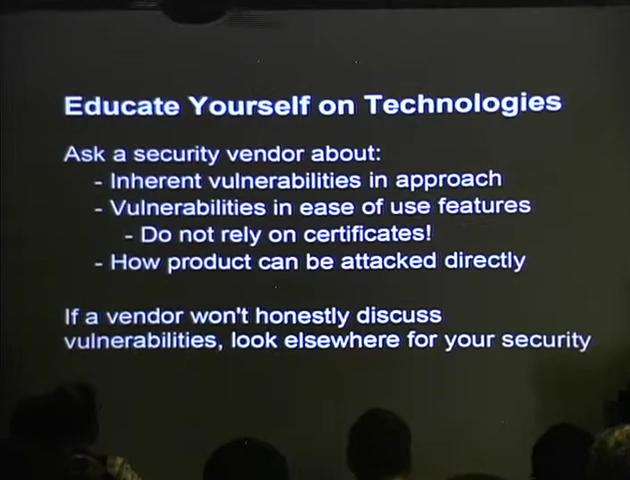 Educate Yourself on Technologies
Ask a security vendor about:
- Inherent vulnerabilities in approach
- Vulnerabilities in ease of use features
- Do not rely on certificates!
- How product can be attacked directly
If a vendor won't honestly discuss
vulnerabilities, look elsewhere for your security